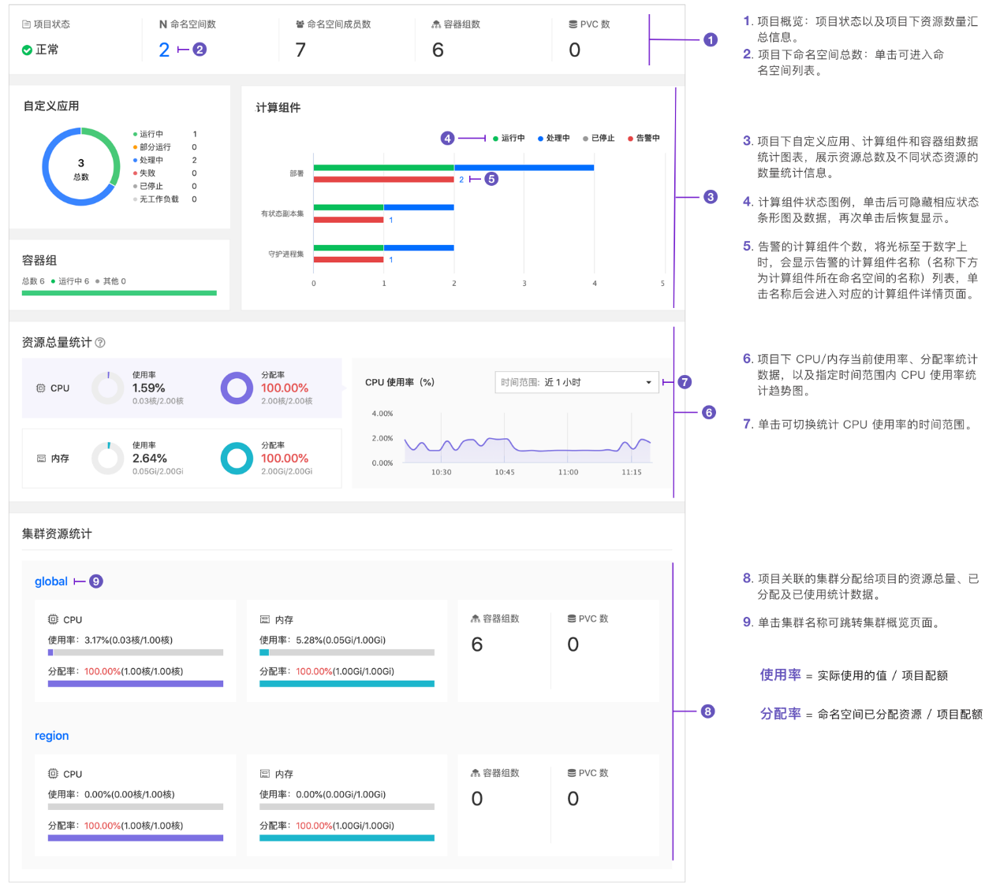 项目状态
正常
N 命名空间数
2
2
命名空间成员数
7
容器组数
6
PVC 数
0
1
自定义应用
3
总数
运行中 1
部分运行 0
处理中 2
失败 0
已停止 0
无工作负载 0
容器组
总数 6 运行中 6 其他 0
计算组件
4
运行中 处理中 已停止 告警中
部署
2
5
有状态副本集
1
守护进程集
1
0 1 2 3 4 5
3
资源总量统计
?
CPU
使用率
1.59%
0.03核/2.00核
分配率
100.00%
2.00核/2.00核
内存
使用率
2.64%
0.05Gi/2.00Gi
分配率
100.00%
2.00Gi/2.00Gi
CPU 使用率（%）
时间范围: 近 1 小时
7
4.00%
2.00%
0.00%
10:30 10:45 11:00 11:15
6
集群资源统计
global
9
CPU
使用率：3.17%(0.03核/1.00核)
分配率：100.00%(1.00核/1.00核)
内存
使用率：5.28%(0.05Gi/1.00Gi)
分配率：100.00%(1.00Gi/1.00Gi)
容器组数
6
PVC 数
0
8
region
CPU
使用率：0.00%(0.00核/1.00核)
分配率：100.00%(1.00核/1.00核)
内存
使用率：0.00%(0.00Gi/1.00Gi)
分配率：100.00%(1.00Gi/1.00Gi)
容器组数
0
PVC 数
0
1. 项目概览：项目状态以及项目下资源数量汇
总信息。
2. 项目下命名空间总数：单击可进入命
名空间列表。
3. 项目下自定义应用、计算组件和容器组数据
统计图表，展示资源总数及不同状态资源的
数量统计信息。
4. 计算组件状态图例，单击后可隐藏相应状态
条形图及数据，再次单击后恢复显示。
5. 告警的计算组件个数，将光标至于数字上
时，会显示告警的计算组件名称（名称下方
为计算组件所在命名空间的名称）列表，单
击名称后会进入对应的计算组件详情页面。
6. 项目下 CPU/内存当前使用率、分配率统计
数据，以及指定时间范围内 CPU 使用率统
计趋势图。
7. 单击可切换统计 CPU 使用率的时间范围。
8. 项目关联的集群分配给项目的资源总量、已
分配及已使用统计数据。
9. 单击集群名称可跳转集群概览页面。
使用率 = 实际使用的值 / 项目配额
分配率 = 命名空间已分配资源 / 项目配额